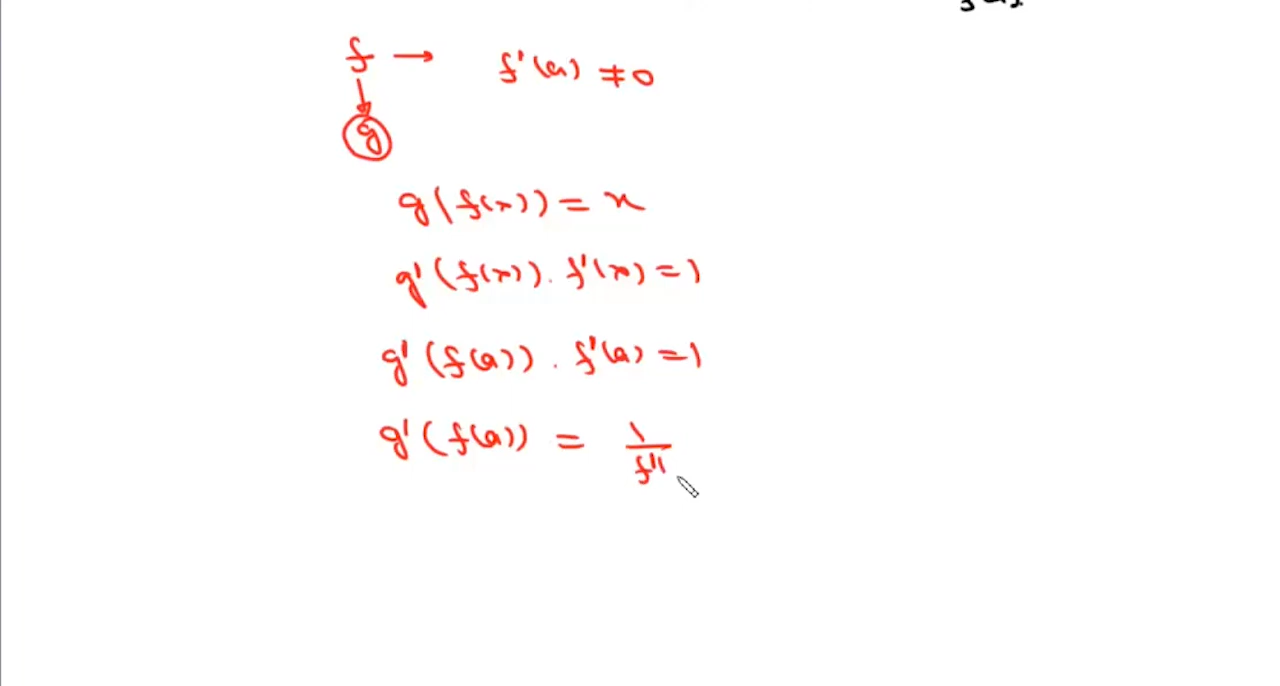 f → f'(a) ≠ 0
↓
g
g(f(x)) = x
g'(f(x)) . f'(x) = 1
g'(f(a)) . f'(a) = 1
g'(f(a)) = 1/f'(